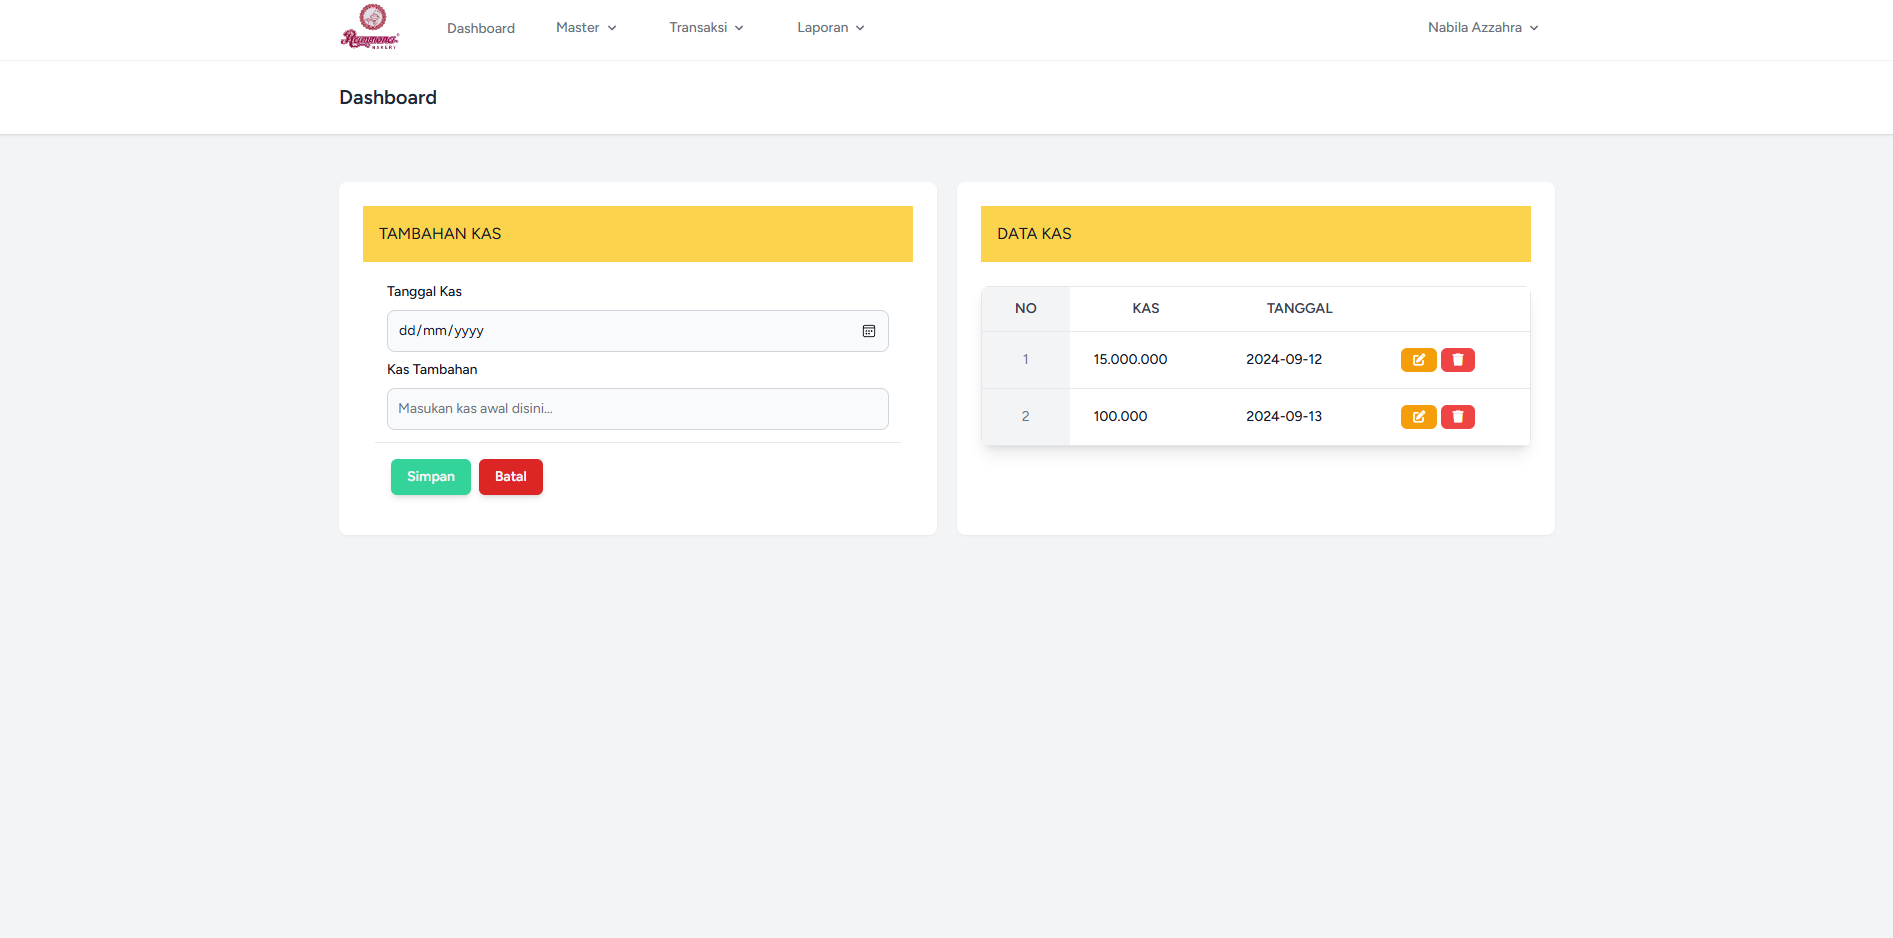 Rammona
BAKERY
Dashboard Master Transaksi Laporan Nabila Azzahra
Dashboard
TAMBAHAN KAS
Tanggal Kas
dd/mm/yyyy
Kas Tambahan
Masukan kas awal disini...
Simpan Batal
DATA KAS
NO KAS TANGGAL
1 15.000.000 2024-09-12
2 100.000 2024-09-13